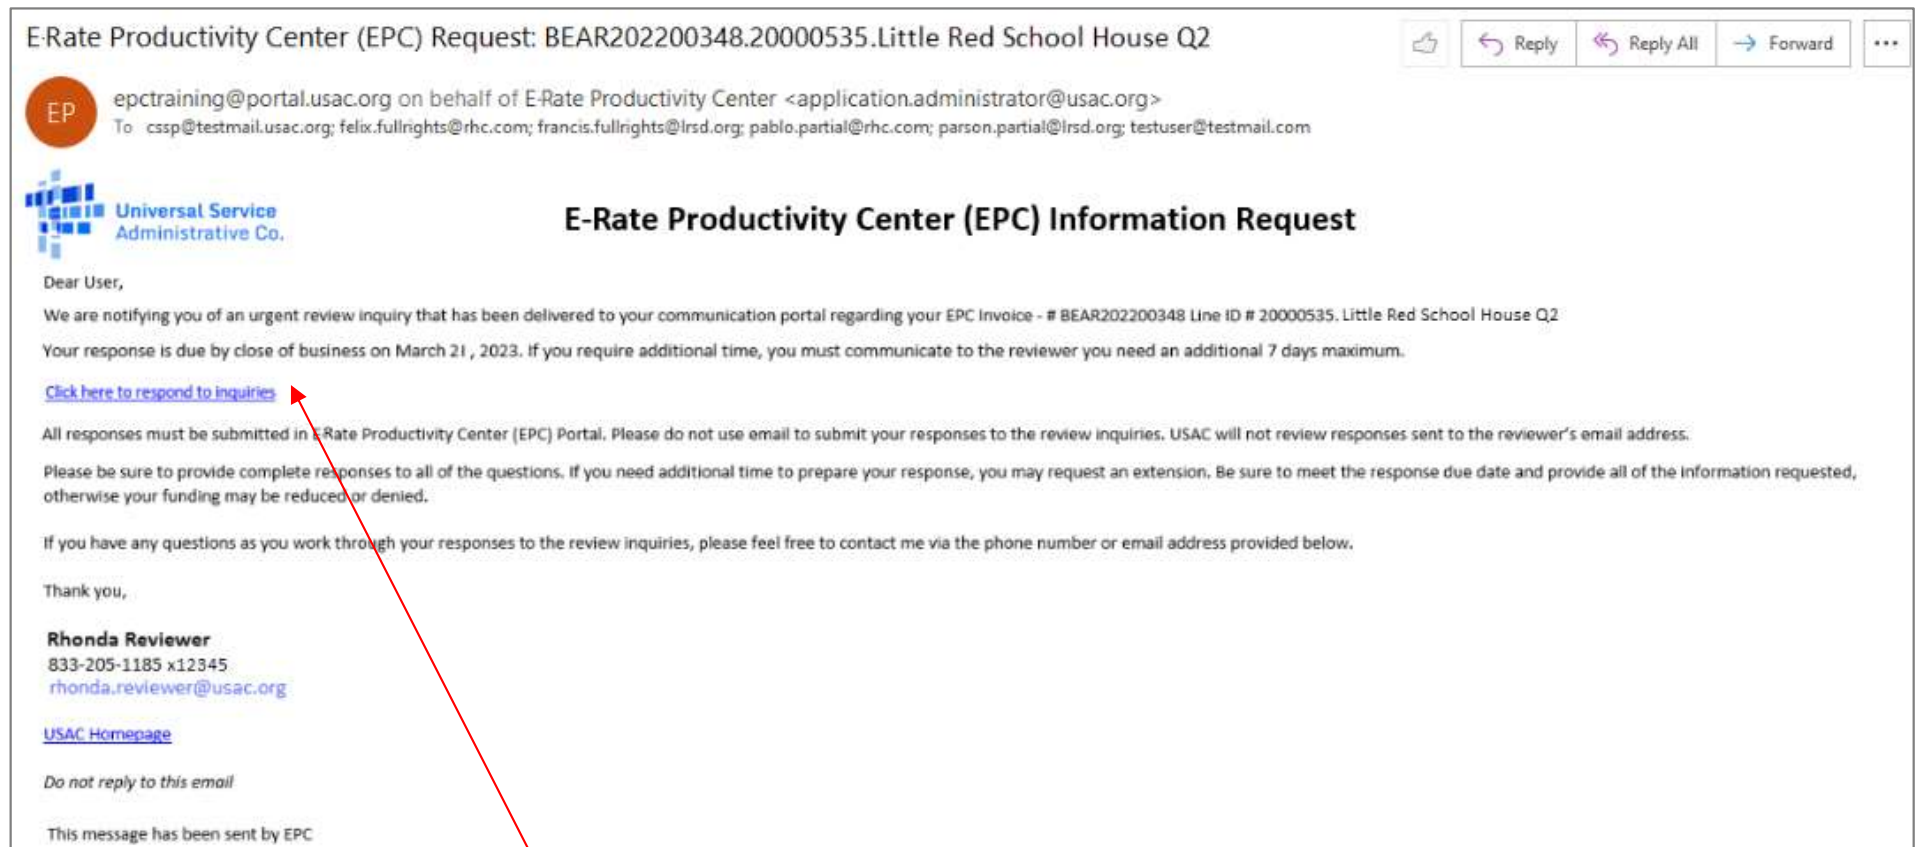 E-Rate Productivity Center (EPC) Request: BEAR202200348.20000535.Little Red School House Q2
Reply
Reply All
Forward
EP
epctraining@portal.usac.org on behalf of E-Rate Productivity Center <application.administrator@usac.org>
To cssp@testmail.usac.org; felix.fullrights@rhc.com; francis.fullrights@lrsd.org; pablo.partial@rhc.com; parson.partial@lrsd.org; testuser@testmail.com
Universal Service
Administrative Co.
E-Rate Productivity Center (EPC) Information Request
Dear User,
We are notifying you of an urgent review inquiry that has been delivered to your communication portal regarding your EPC Invoice - # BEAR202200348 Line ID # 20000535. Little Red School House Q2
Your response is due by close of business on March 21 , 2023. If you require additional time, you must communicate to the reviewer you need an additional 7 days maximum.
Click here to respond to inquiries
All responses must be submitted in E-Rate Productivity Center (EPC) Portal. Please do not use email to submit your responses to the review inquiries. USAC will not review responses sent to the reviewer's email address.
Please be sure to provide complete responses to all of the questions. If you need additional time to prepare your response, you may request an extension. Be sure to meet the response due date and provide all of the information requested,
otherwise your funding may be reduced or denied.
If you have any questions as you work through your responses to the review inquiries, please feel free to contact me via the phone number or email address provided below.
Thank you,
Rhonda Reviewer
833-205-1185 x12345
rhonda.reviewer@usac.org
USAC Homepage
Do not reply to this email
This message has been sent by EPC